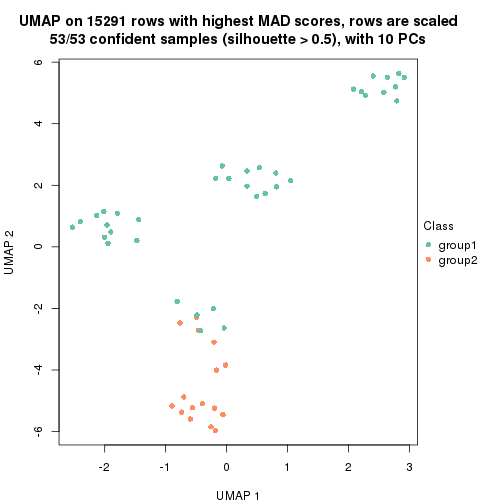 UMAP on 15291 rows with highest MAD scores, rows are scaled
53/53 confident samples (silhouette > 0.5), with 10 PCs
6
4
2
0
-2
-4
-6
UMAP 2
-2
-1
0
1
2
3
UMAP 1
Class
group1
group2